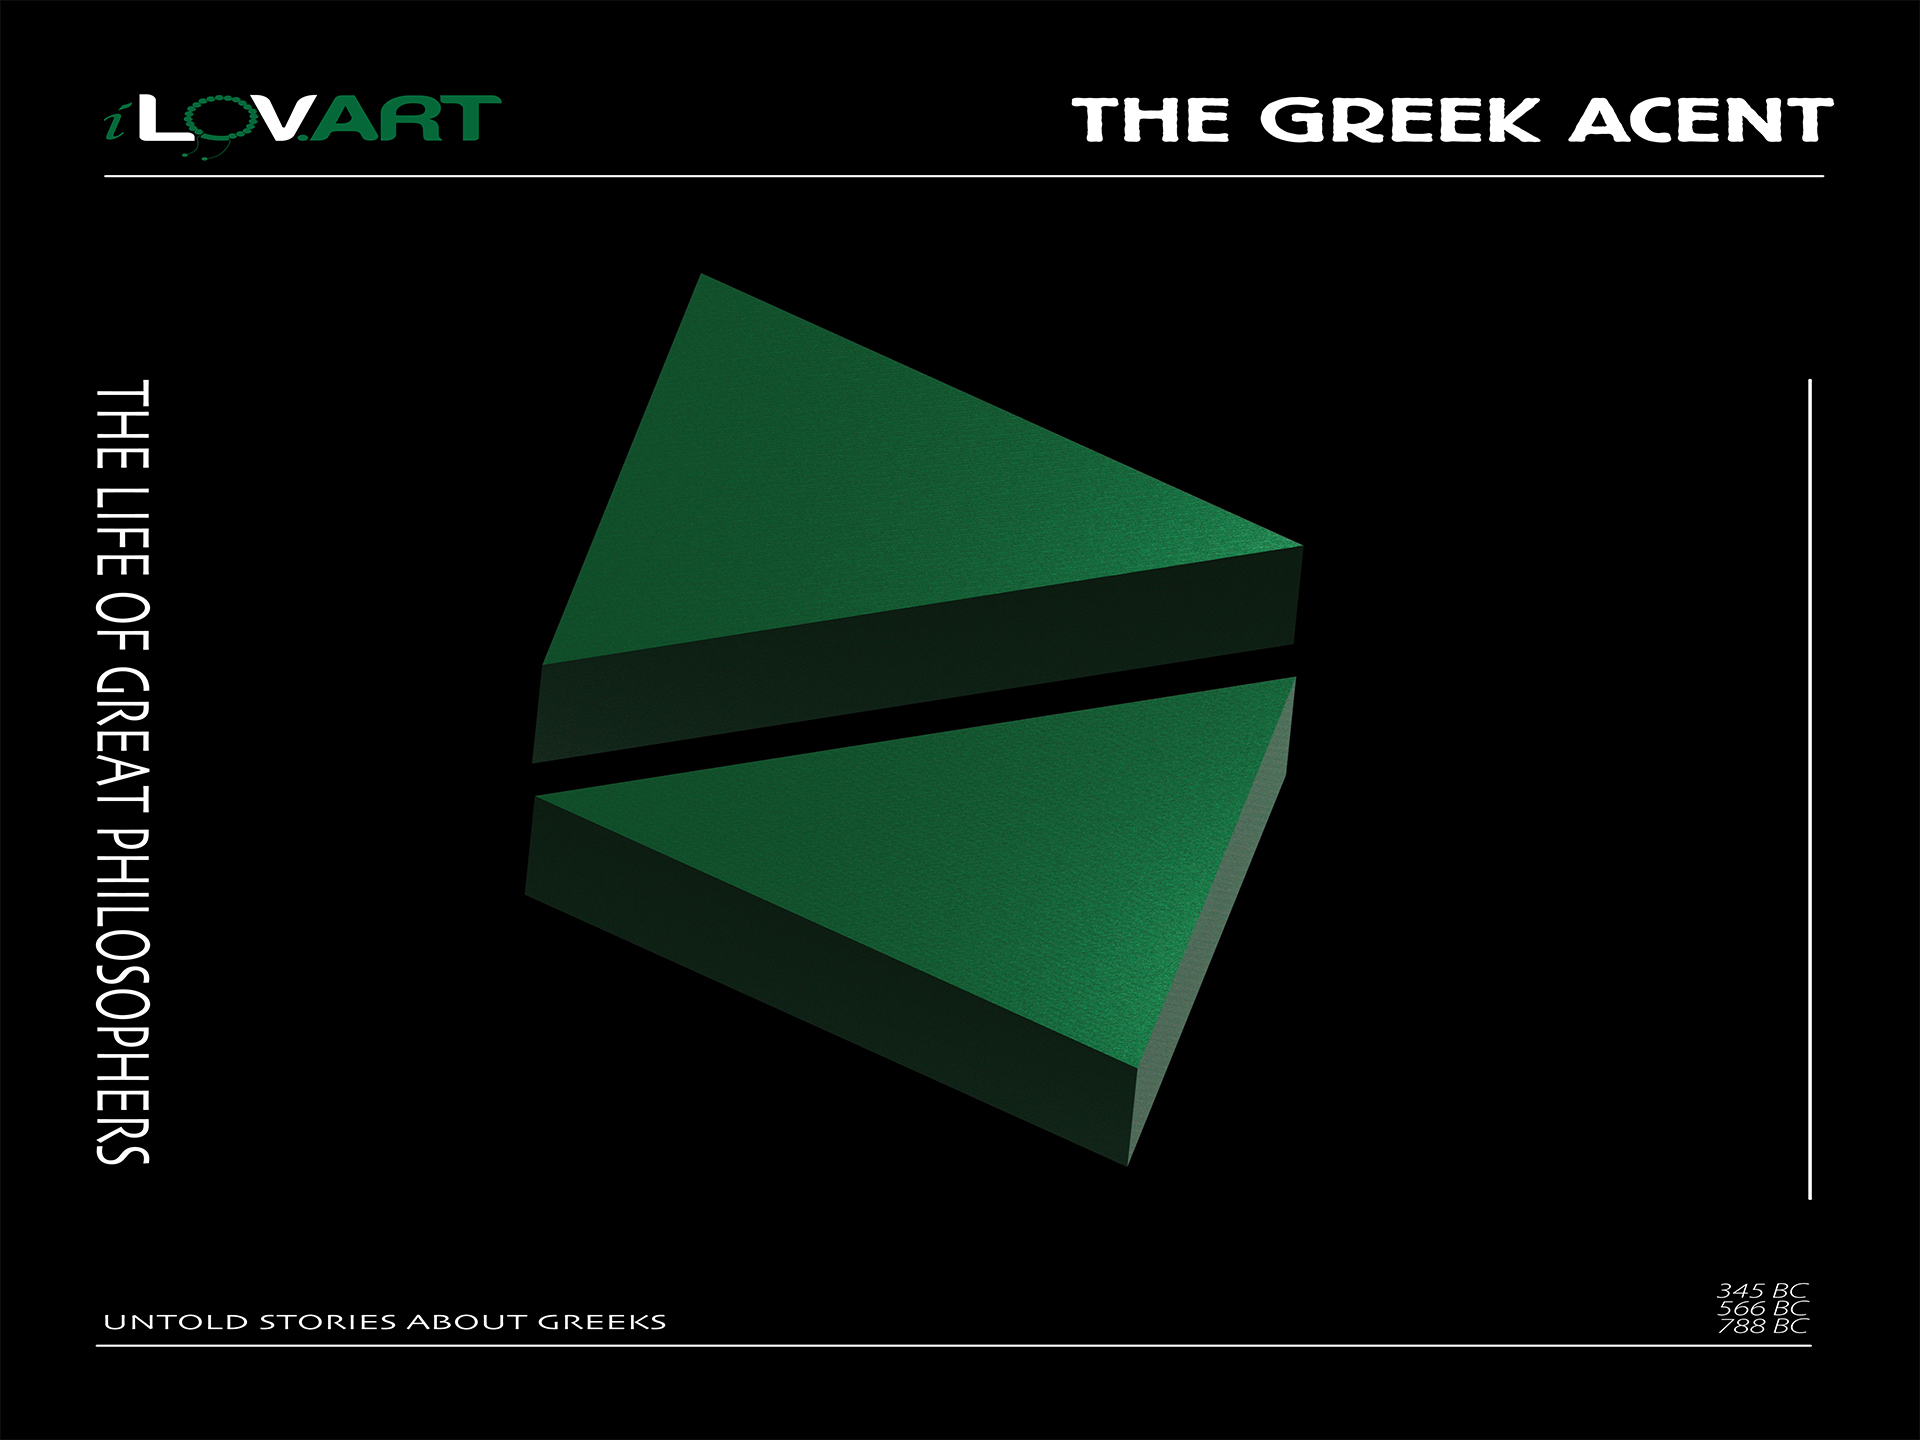 iLOV.ART
THE GREEK ACENT
THE LIFE OF GREAT PHILOSOPHERS
UNTOLD STORIES ABOUT GREEKS
345 BC
566 BC
788 BC